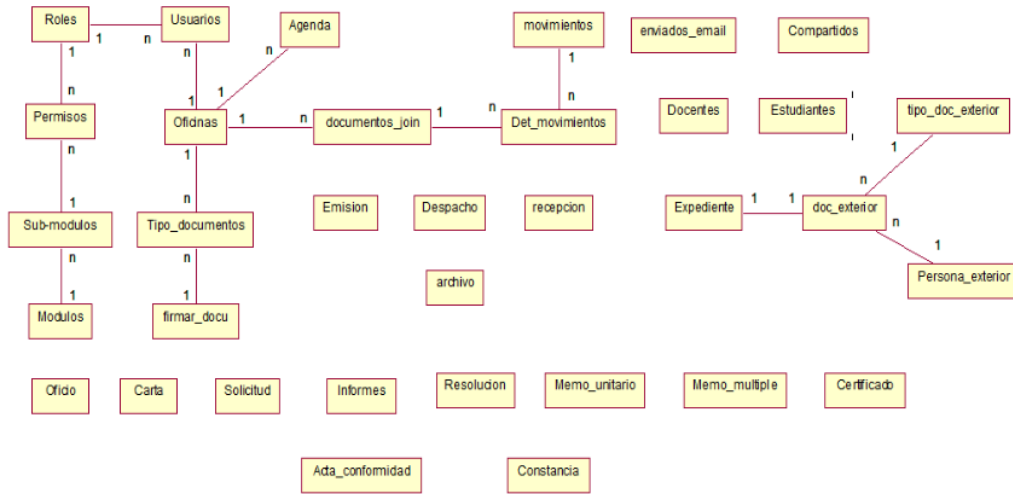 Roles
Usuarios
Agenda
movimientos
enviados_email
Compartidos
1
n
1
n
n
n
1
n
1
1
n
Permisos
Oficinas
1
n
documentos_join
1
n
Det_movimientos
Docentes
Estudiantes
tipo_doc_exterior
n
1
1
n
1
n
Sub-modulos
Tipo_documentos
Emision
Despacho
recepcion
Expediente
1
1
doc_exterior
n
n
n
1
Persona_exterior
1
1
archivo
Modulos
firmar_docu
Oficio
Carta
Solicitud
Informes
Resolucion
Memo_unitario
Memo_multiple
Certificado
Acta_conformidad
Constancia